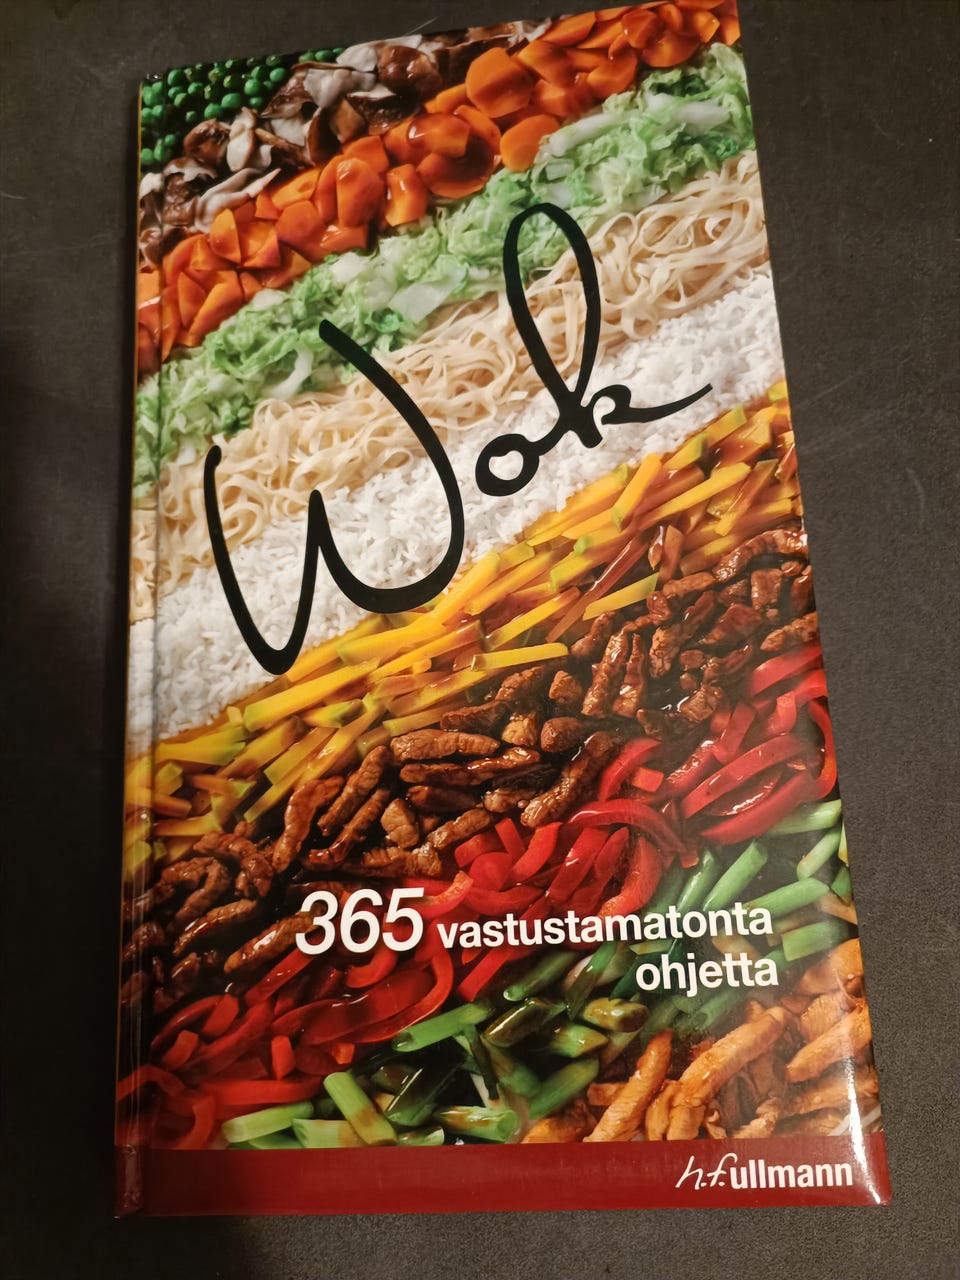 Wok
365 vastustamatonta
ohjetta
h.f.ullmann